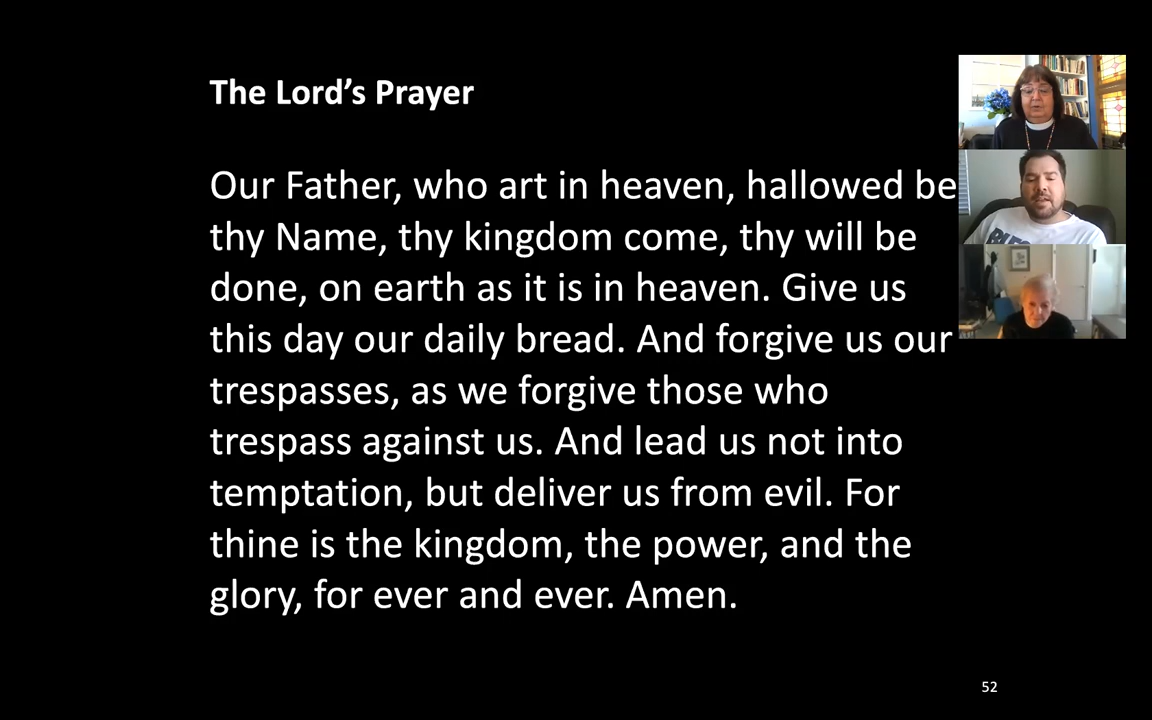 The Lord's Prayer
Our Father, who art in heaven, hallowed be
thy Name, thy kingdom come, thy will be
done, on earth as it is in heaven. Give us
this day our daily bread. And forgive us our
trespasses, as we forgive those who
trespass against us. And lead us not into
temptation, but deliver us from evil. For
thine is the kingdom, the power, and the
glory, for ever and ever. Amen.
52